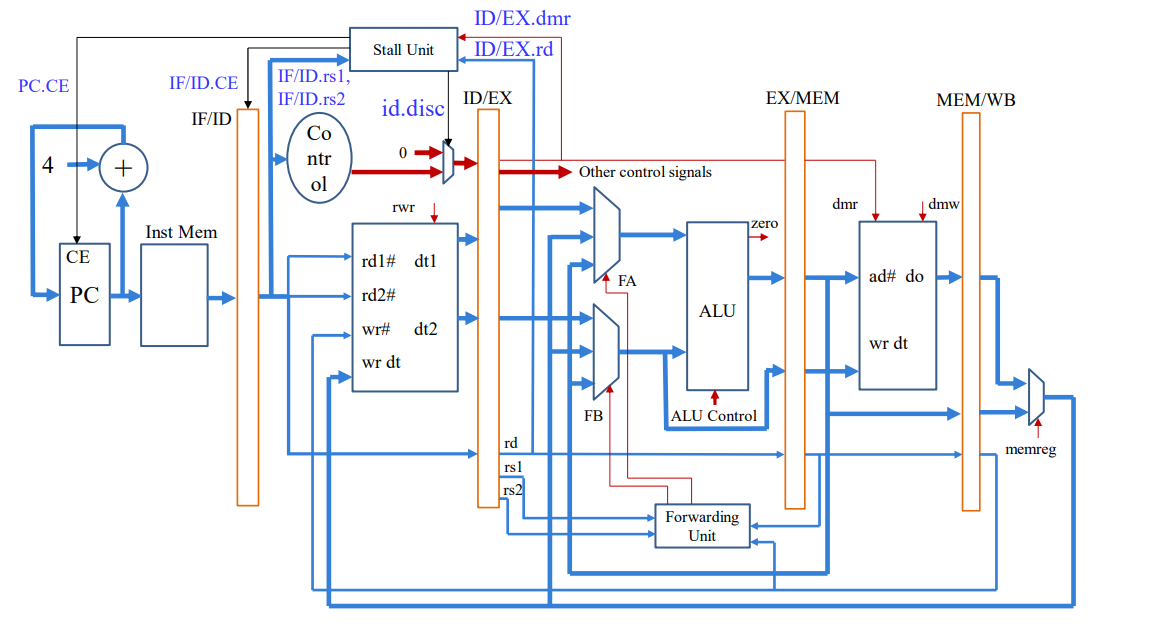 ID/EX.dmr
Stall Unit
ID/EX.rd
PC.CE
IF/ID.CE
IF/ID.rs1,
IF/ID.rs2
id.disc
ID/EX
EX/MEM
MEM/WB
IF/ID
Co
ntr
ol
0
4
+
Other control signals
rwr
dmr
dmw
Inst Mem
zero
CE
PC
rd1# dt1
rd2#
wr# dt2
wr dt
FA
ALU
ad# do
wr dt
FB
ALU Control
memreg
rd
rs1
rs2
Forwarding
Unit